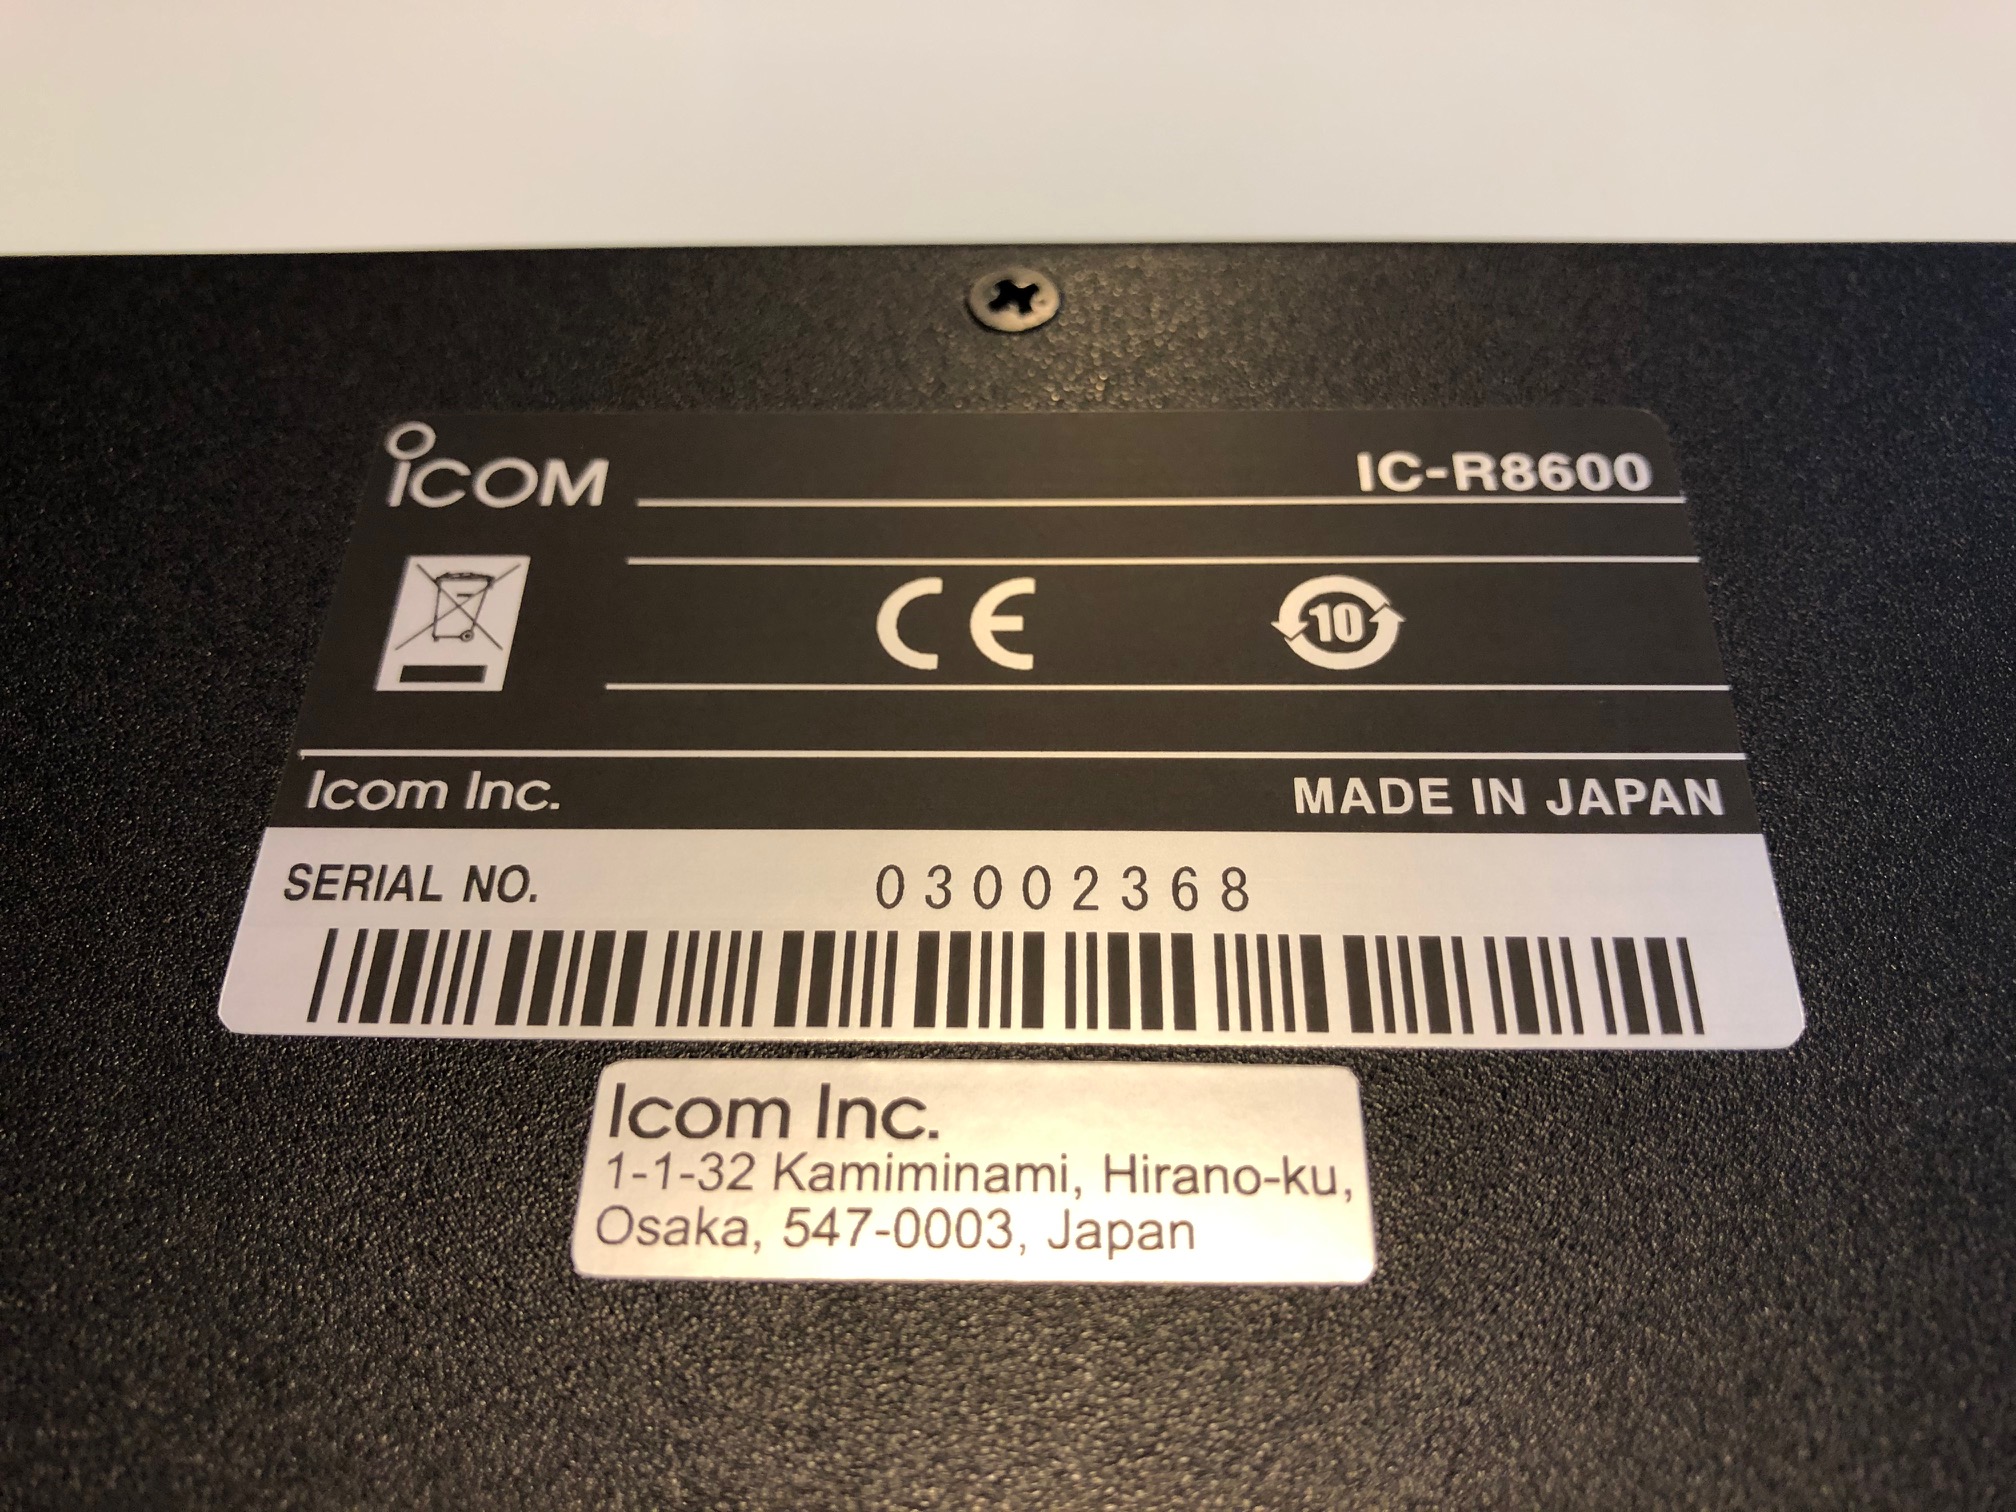 iCOM IC-R8600
CE 10
Icom Inc. MADE IN JAPAN
SERIAL NO. 03002368
Icom Inc.
1-1-32 Kamiminami, Hirano-ku,
Osaka, 547-0003, Japan